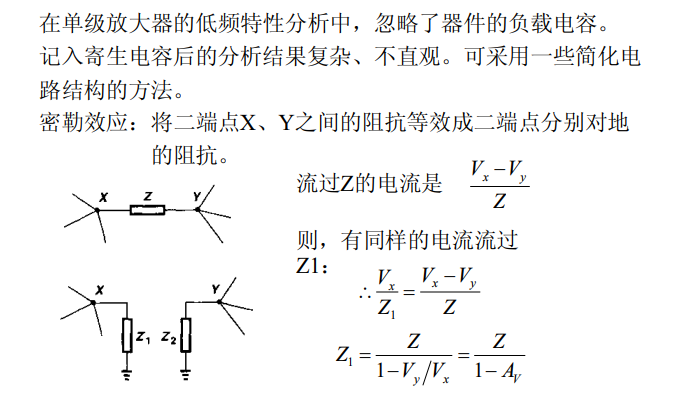 在单级放大器的低频特性分析中，忽略了器件的负载电容。
记入寄生电容后的分析结果复杂、不直观。可采用一些简化电
路结构的方法。
密勒效应：将二端点X、Y之间的阻抗等效成二端点分别对地
的阻抗。
流过Z的电流是 (V_x − V_y) / Z
X Z Y
则，有同样的电流流过
Z1：
∴ V_x / Z_1 = (V_x − V_y) / Z
X Y
Z_1 Z_2
Z_1 = Z / (1 − V_y/V_x) = Z / (1 − A_V)